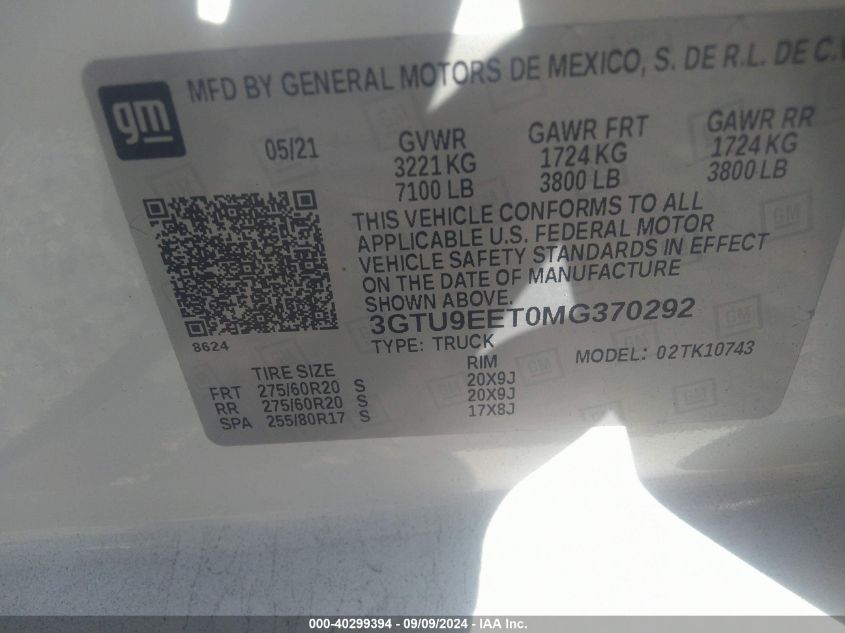 gm
MFD BY GENERAL MOTORS DE MEXICO, S. DE R.L. DE C.
05/21
GVWR
3221 KG
7100 LB
GAWR FRT
1724 KG
3800 LB
GAWR RR
1724 KG
3800 LB
THIS VEHICLE CONFORMS TO ALL
APPLICABLE U.S. FEDERAL MOTOR
VEHICLE SAFETY STANDARDS IN EFFECT
ON THE DATE OF MANUFACTURE
SHOWN ABOVE.
3GTU9EET0MG370292
8624
TYPE: TRUCK
MODEL: 02TK10743
TIRE SIZE RIM
FRT 275/60R20 S 20X9J
RR 275/60R20 S 20X9J
SPA 255/80R17 S 17X8J
000-40299394 - 09/09/2024 - IAA Inc.